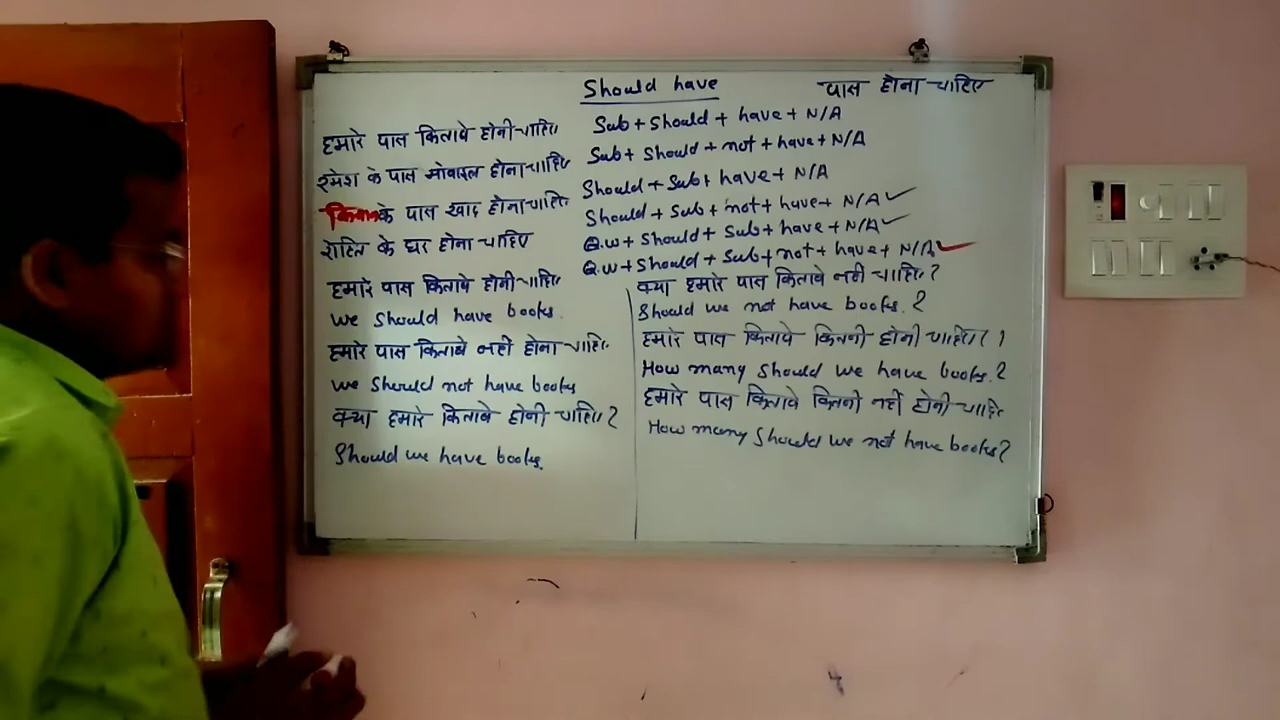 Should have
पास होना चाहिए
Sub + Should + have + N/A
Sub + Should + not + have + N/A
Should + Sub + have + N/A
Should + Sub + not + have + N/A ✓
Q.w + Should + Sub + have + N/A ✓
Q.w + Should + Sub + not + have + N/A ✓
हमारे पास किताबे होनी चाहिए
रमेश के पास मोबाइल होना चाहिए
के पास खाद होना चाहिए
रोहित के घर होना चाहिए
हमारे पास किताबे होनी चाहिए
We Should have books.
हमारे पास किताबे नही होना चाहिए
We Should not have books
क्या हमारे किताबे होनी चाहिए?
Should we have books.
क्या हमारे पास किताबे नही चाहिए?
Should we not have books.?
हमारे पास किताबे कितनी होनी चाहिए?
How many Should we have books.?
हमारे पास किताबे कितनी नही होनी चाहिए
How many Should we not have books?